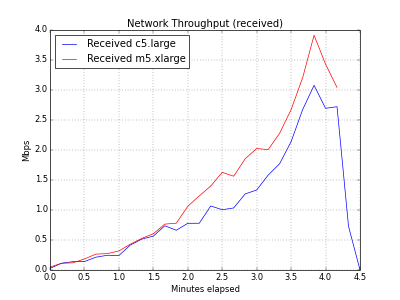 Network Throughput (received)
4.0
3.5
3.0
2.5
2.0
1.5
1.0
0.5
0.0
Mbps
Received c5.large
Received m5.xlarge
0.0 0.5 1.0 1.5 2.0 2.5 3.0 3.5 4.0 4.5
Minutes elapsed